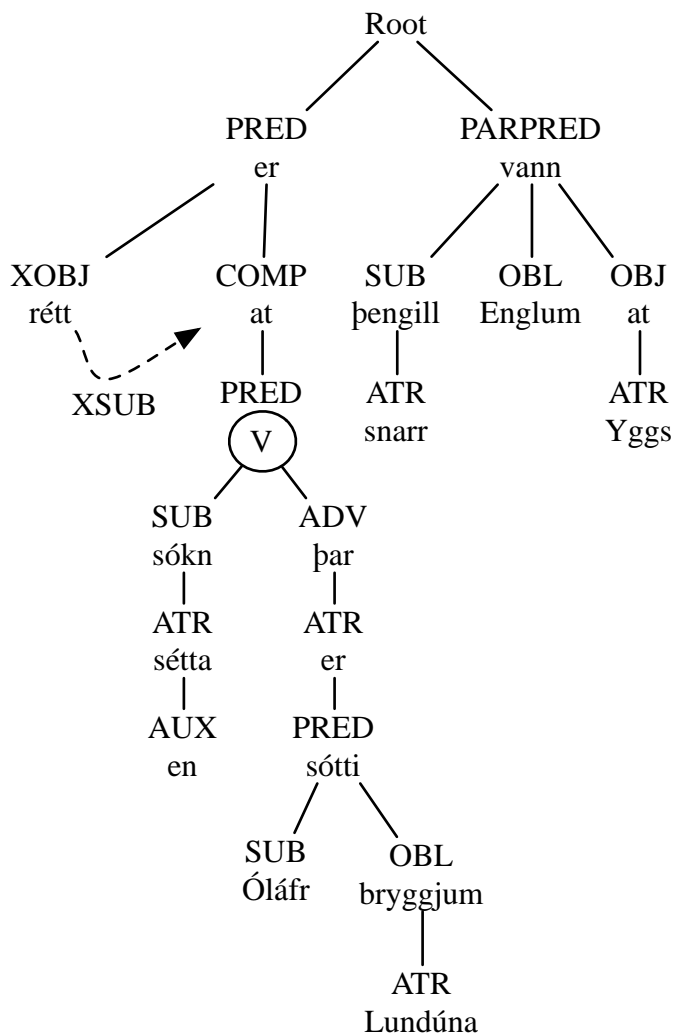 Root
PRED PARPRED
er vann
XOBJ COMP SUB OBL OBJ
rétt at þengill Englum at
XSUB PRED ATR ATR
V snarr Yggs
SUB ADV
sókn þar
ATR ATR
sétta er
AUX PRED
en sótti
SUB OBL
Óláfr bryggjum
ATR
Lundúna